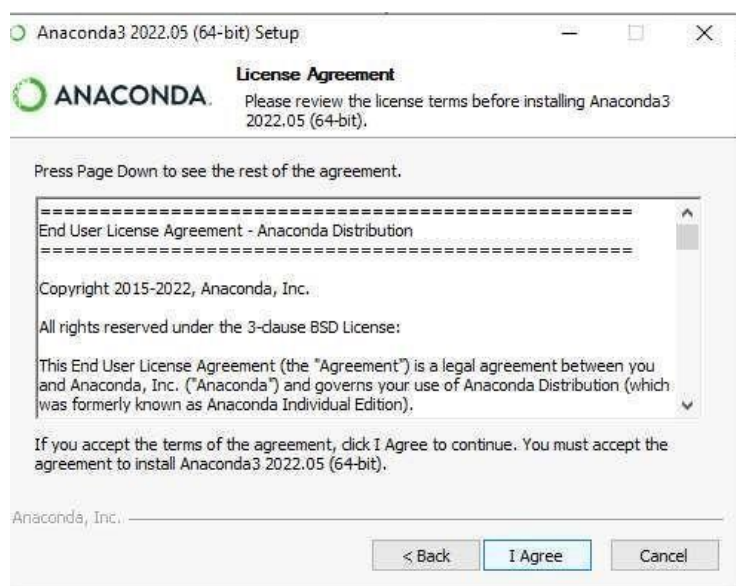 Anaconda3 2022.05 (64-bit) Setup
ANACONDA.
License Agreement
Please review the license terms before installing Anaconda3
2022.05 (64-bit).
Press Page Down to see the rest of the agreement.
===================================================
End User License Agreement - Anaconda Distribution
===================================================
Copyright 2015-2022, Anaconda, Inc.
All rights reserved under the 3-clause BSD License:
This End User License Agreement (the "Agreement") is a legal agreement between you
and Anaconda, Inc. ("Anaconda") and governs your use of Anaconda Distribution (which
was formerly known as Anaconda Individual Edition).
If you accept the terms of the agreement, click I Agree to continue. You must accept the
agreement to install Anaconda3 2022.05 (64-bit).
Anaconda, Inc.
< Back
I Agree
Cancel